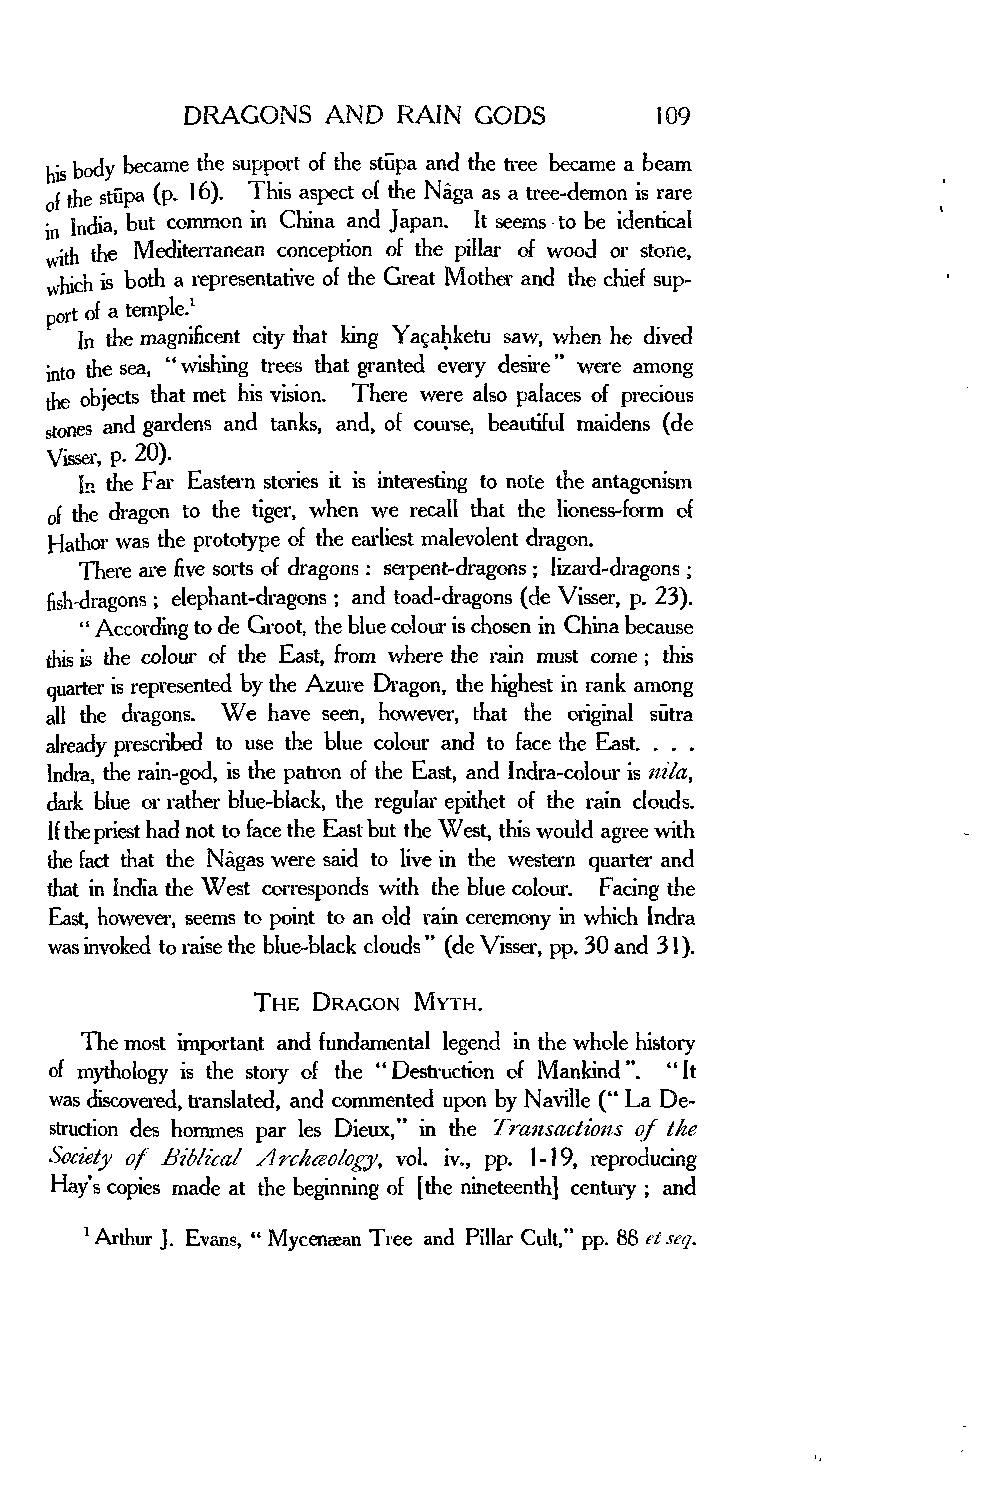 DRAGONS AND RAIN GODS 109
his body became the support of the stūpa and the tree became a beam
of the stūpa (p. 16). This aspect of the Nâga as a tree-demon is rare
in India, but common in China and Japan. It seems to be identical
with the Mediterranean conception of the pillar of wood or stone,
which is both a representative of the Great Mother and the chief sup-
port of a temple.¹
In the magnificent city that king Yaçaḥketu saw, when he dived
into the sea, “wishing trees that granted every desire” were among
the objects that met his vision. There were also palaces of precious
stones and gardens and tanks, and, of course, beautiful maidens (de
Visser, p. 20).
In the Far Eastern stories it is interesting to note the antagonism
of the dragon to the tiger, when we recall that the lioness-form of
Hathor was the prototype of the earliest malevolent dragon.
There are five sorts of dragons : serpent-dragons ; lizard-dragons ;
fish-dragons ; elephant-dragons ; and toad-dragons (de Visser, p. 23).
“According to de Groot, the blue colour is chosen in China because
this is the colour of the East, from where the rain must come ; this
quarter is represented by the Azure Dragon, the highest in rank among
all the dragons. We have seen, however, that the original sūtra
already prescribed to use the blue colour and to face the East. . . .
Indra, the rain-god, is the patron of the East, and Indra-colour is nila,
dark blue or rather blue-black, the regular epithet of the rain clouds.
If the priest had not to face the East but the West, this would agree with
the fact that the Nâgas were said to live in the western quarter and
that in India the West corresponds with the blue colour. Facing the
East, however, seems to point to an old rain ceremony in which Indra
was invoked to raise the blue-black clouds” (de Visser, pp. 30 and 31).
THE DRAGON MYTH.
The most important and fundamental legend in the whole history
of mythology is the story of the “Destruction of Mankind”. “It
was discovered, translated, and commented upon by Naville (“La De-
struction des hommes par les Dieux,” in the Transactions of the
Society of Biblical Archæology, vol. iv., pp. 1-19, reproducing
Hay's copies made at the beginning of [the nineteenth] century ; and
¹ Arthur J. Evans, “Mycenæan Tree and Pillar Cult,” pp. 88 et seq.